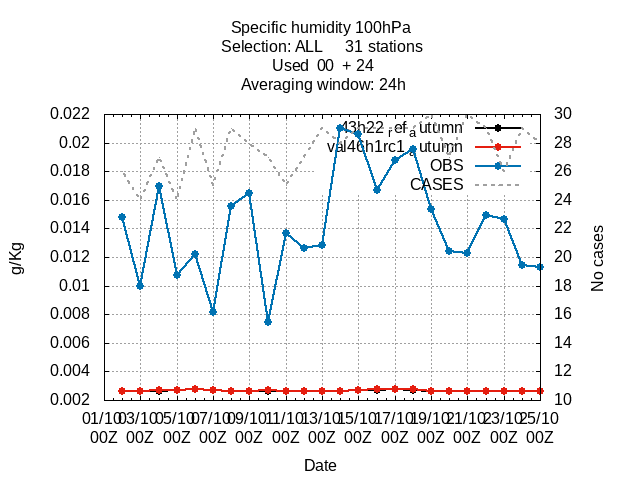 Specific humidity 100hPa
Selection: ALL 31 stations
Used 00 + 24
Averaging window: 24h
0.022
0.02
0.018
0.016
0.014
0.012
0.01
0.008
0.006
0.004
0.002
g/Kg
43h22_ref_autumn
OBS
CASES
30
28
26
24
22
20
18
16
14
12
10
No cases
01/10 03/10 05/10 07/10 09/10 11/10 13/10 15/10 17/10 19/10 21/10 23/10 25/10
00Z 00Z 00Z 00Z 00Z 00Z 00Z 00Z 00Z 00Z 00Z 00Z 00Z
Date